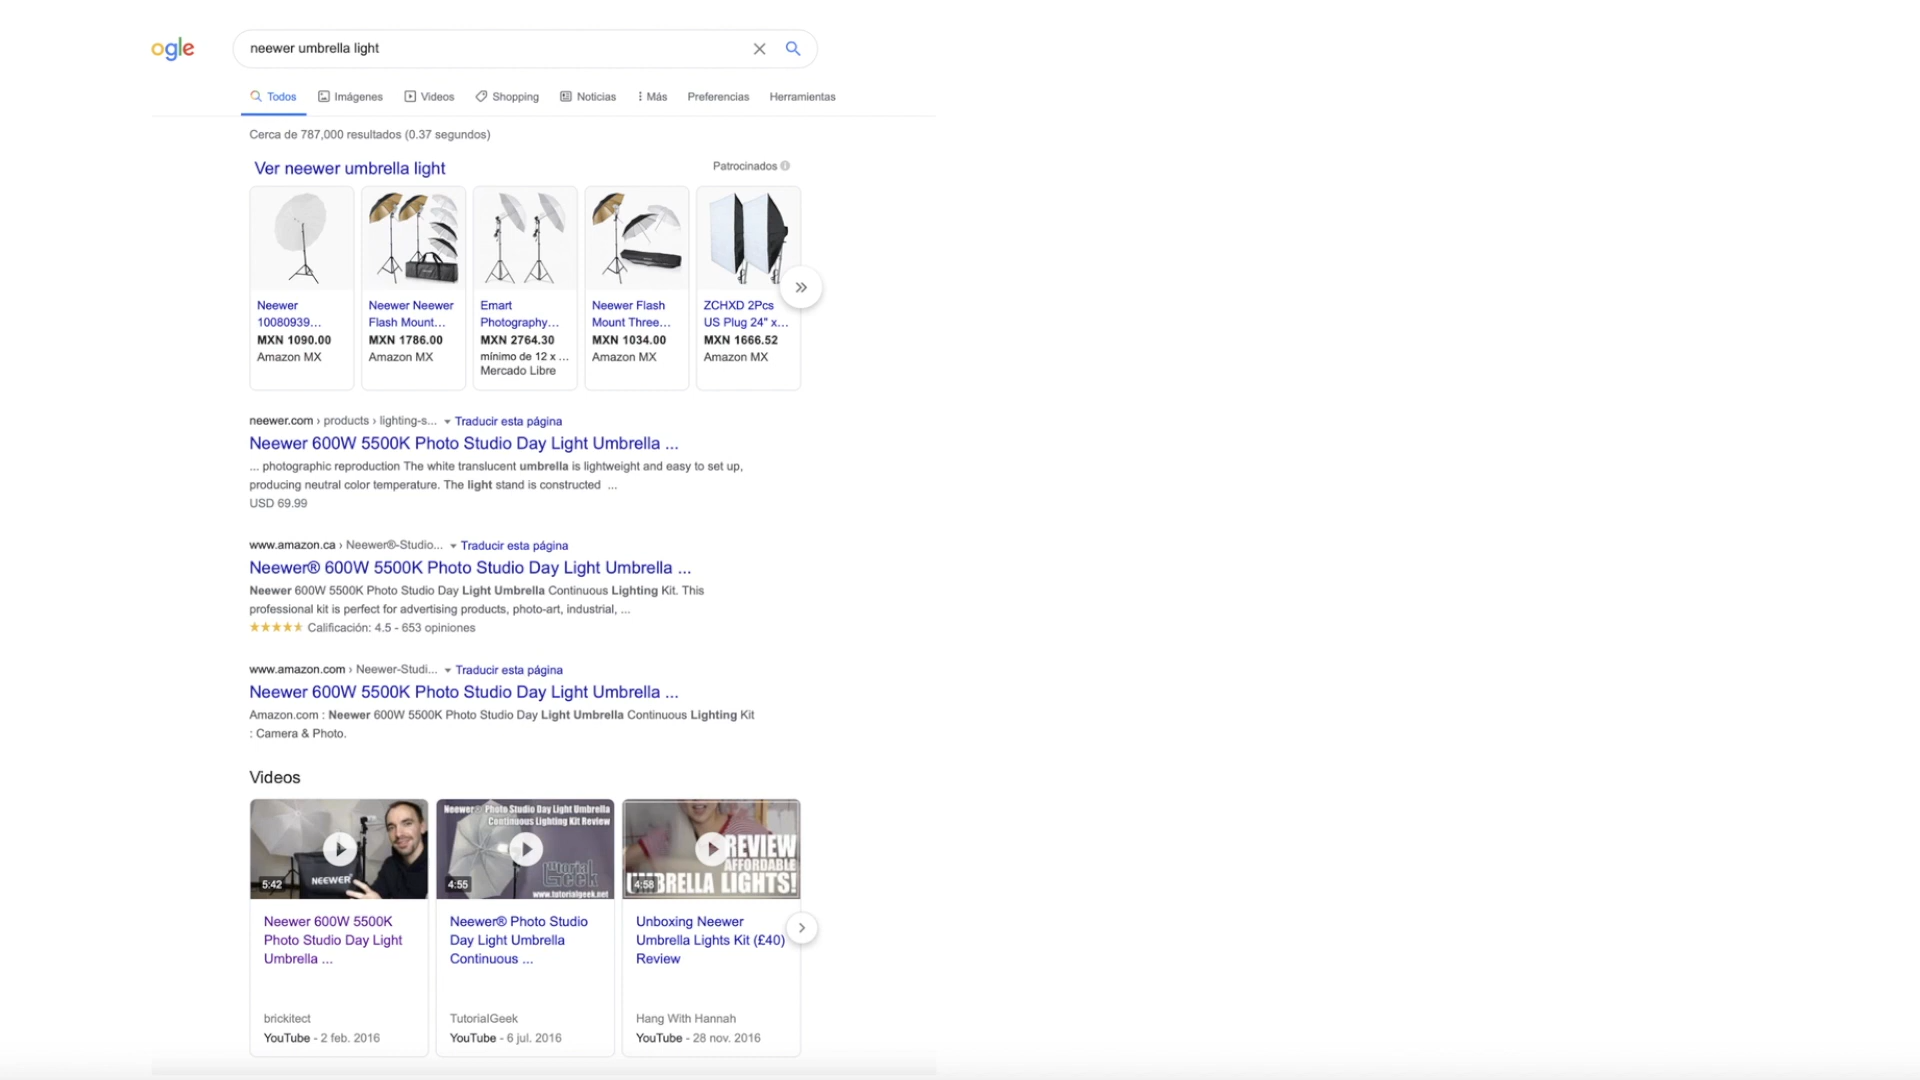 ogle
neewer umbrella light
Todos Imágenes Videos Shopping Noticias Más Preferencias Herramientas
Cerca de 787,000 resultados (0.37 segundos)
Ver neewer umbrella light
Patrocinados
Neewer
10080939...
MXN 1090.00
Amazon MX
Neewer Neewer
Flash Mount...
MXN 1786.00
Amazon MX
Emart
Photography...
MXN 2764.30
mínimo de 12 x ...
Mercado Libre
Neewer Flash
Mount Three...
MXN 1034.00
Amazon MX
ZCHXD 2Pcs
US Plug 24" x...
MXN 1666.52
Amazon MX
neewer.com › products › lighting-s... Traducir esta página
Neewer 600W 5500K Photo Studio Day Light Umbrella ...
... photographic reproduction The white translucent umbrella is lightweight and easy to set up,
producing neutral color temperature. The light stand is constructed ...
USD 69.99
www.amazon.ca › Neewer®-Studio... Traducir esta página
Neewer® 600W 5500K Photo Studio Day Light Umbrella ...
Neewer 600W 5500K Photo Studio Day Light Umbrella Continuous Lighting Kit. This
professional kit is perfect for advertising products, photo-art, industrial, ...
Calificación: 4.5 - 653 opiniones
www.amazon.com › Neewer-Studi... Traducir esta página
Neewer 600W 5500K Photo Studio Day Light Umbrella ...
Amazon.com : Neewer 600W 5500K Photo Studio Day Light Umbrella Continuous Lighting Kit
: Camera & Photo.
Videos
NEEWER
5:42
Neewer 600W 5500K
Photo Studio Day Light
Umbrella ...
brickitect
YouTube - 2 feb. 2016
Neewer® Photo Studio Day Light Umbrella
Continuous Lighting Kit Review
Tutorial
Geek
www.tutorialgeek.net
4:55
Neewer® Photo Studio
Day Light Umbrella
Continuous ...
TutorialGeek
YouTube - 6 jul. 2016
REVIEW
AFFORDABLE
UMBRELLA LIGHTS!
4:58
Unboxing Neewer
Umbrella Lights Kit (£40)
Review
Hang With Hannah
YouTube - 28 nov. 2016